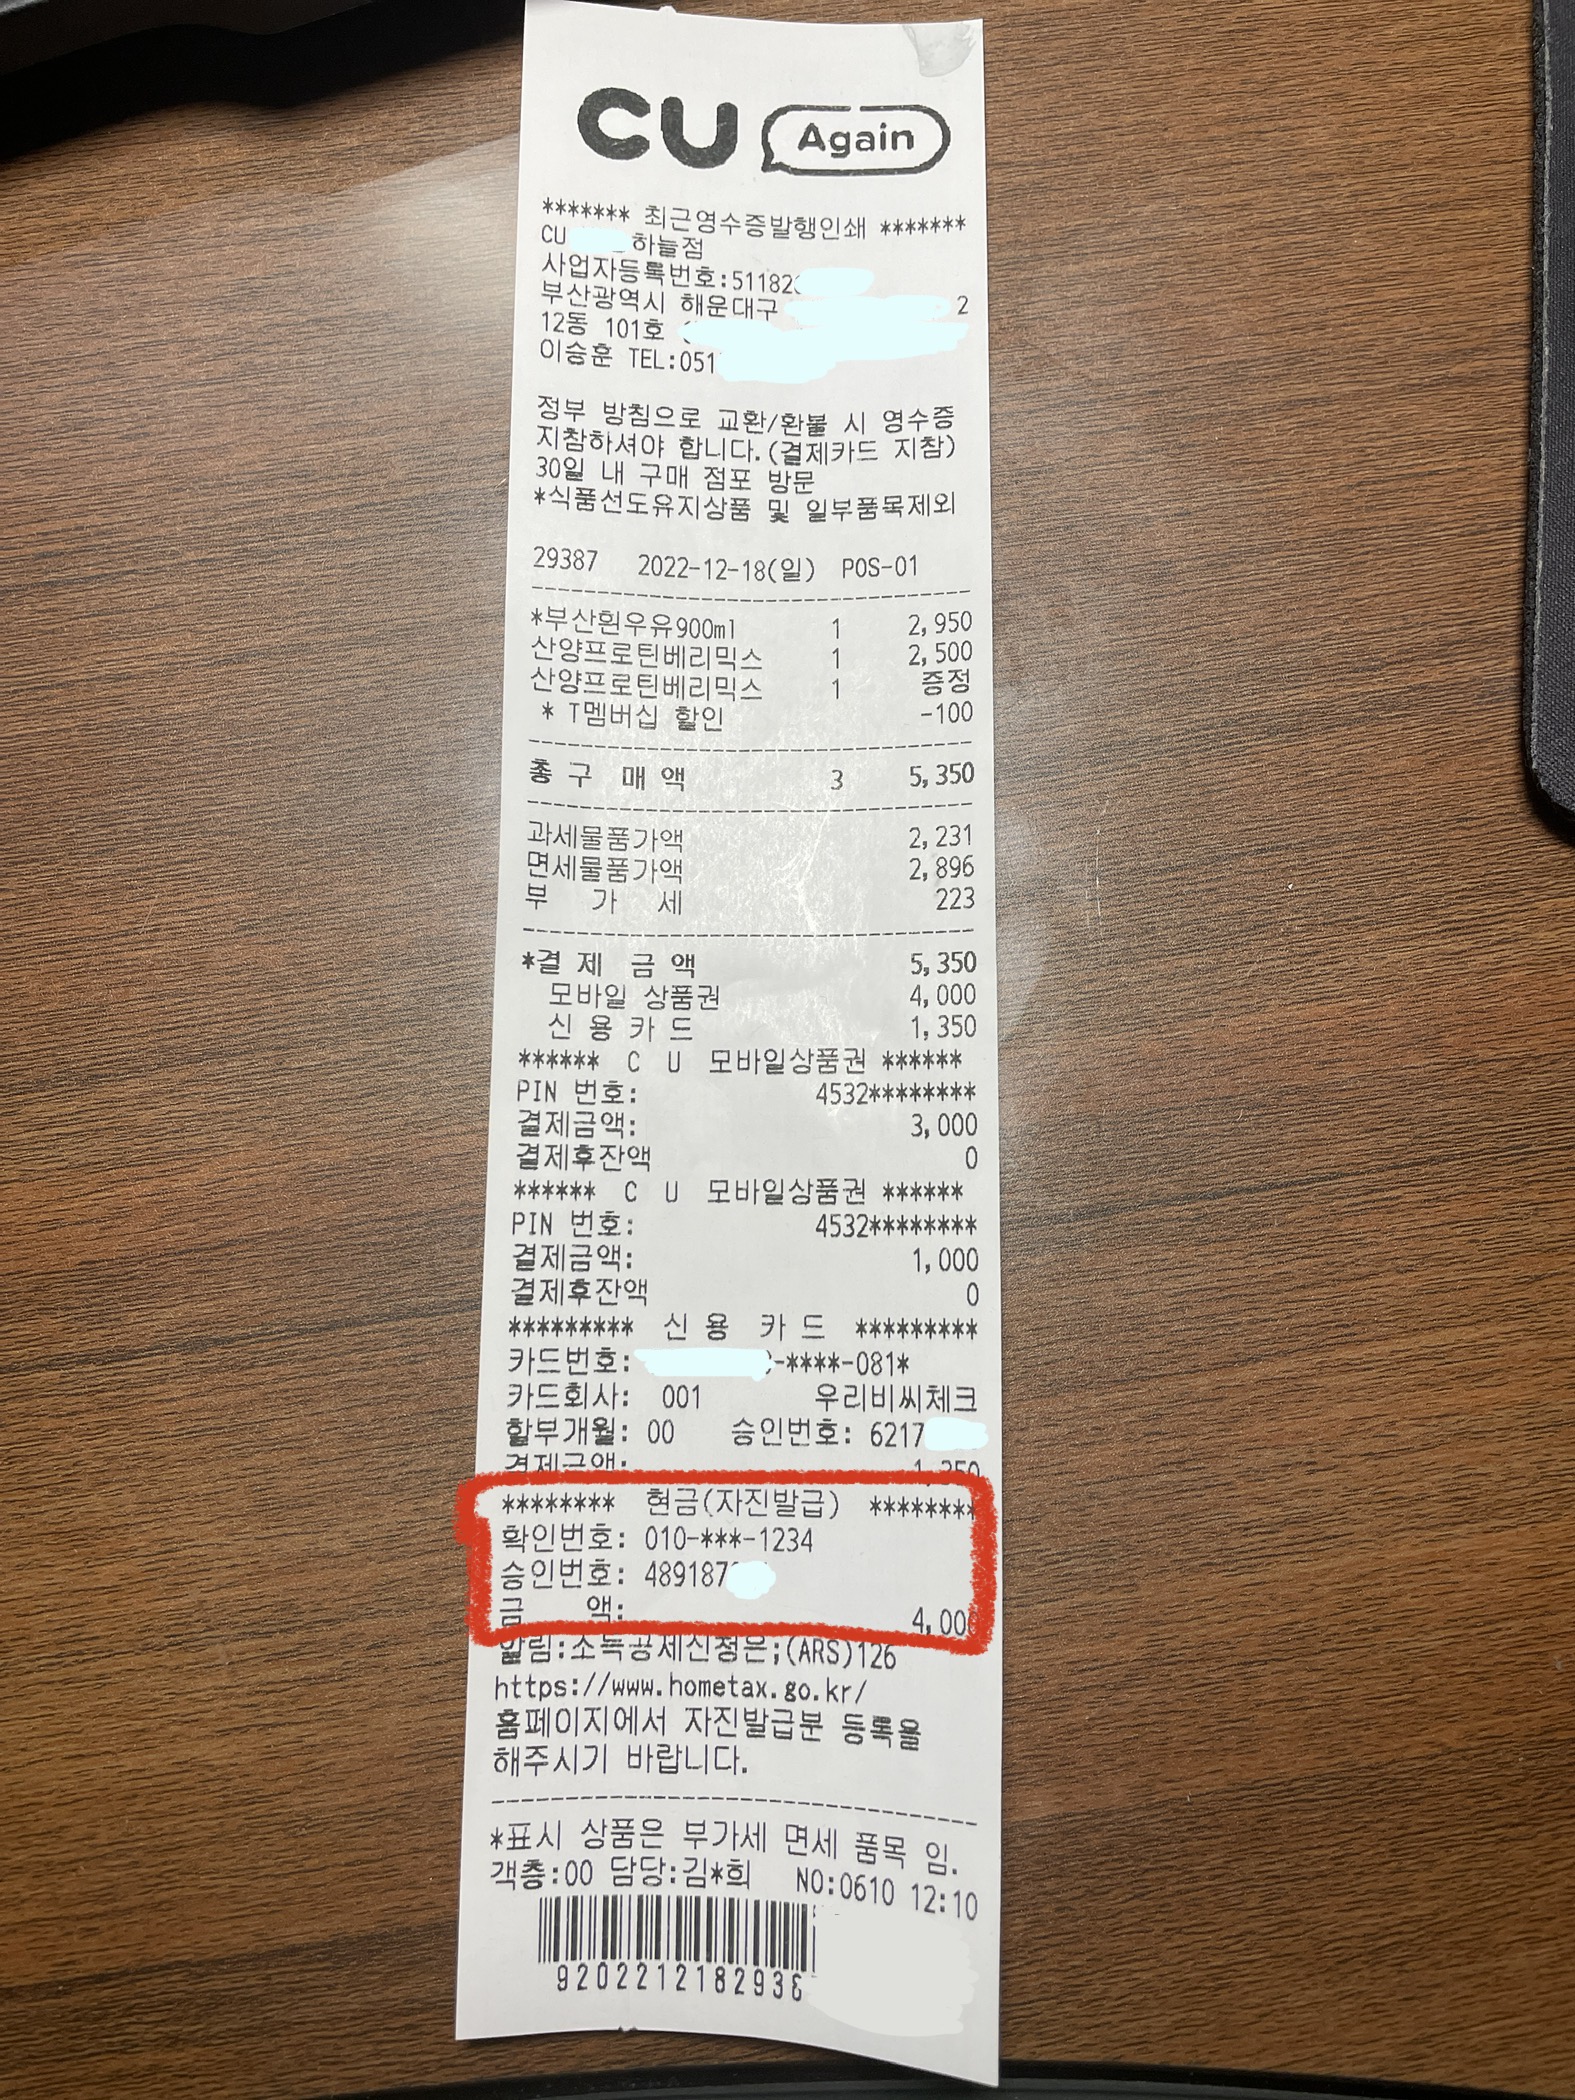 CU Again
******* 최근영수증발행인쇄 *******
CU 하늘점
사업자등록번호:51182
부산광역시 해운대구 2
12동 101호
이승훈 TEL:051
정부 방침으로 교환/환불 시 영수증
지참하셔야 합니다.(결제카드 지참)
30일 내 구매 점포 방문
*식품선도유지상품 및 일부품목제외
29387 2022-12-18(일) POS-01
*부산흰우유900ml 1 2,950
산양프로틴베리믹스 1 2,500
산양프로틴베리믹스 1 증정
* T멤버십 할인 -100
총 구 매 액 3 5,350
과세물품가액 2,231
면세물품가액 2,896
부 가 세 223
*결 제 금 액 5,350
모바일 상품권 4,000
신 용 카 드 1,350
****** C U 모바일상품권 ******
PIN 번호: 4532********
결제금액: 3,000
결제후잔액 0
****** C U 모바일상품권 ******
PIN 번호: 4532********
결제금액: 1,000
결제후잔액 0
********* 신 용 카 드 *********
카드번호: -****-081*
카드회사: 001 우리비씨체크
할부개월: 00 승인번호: 6217
결제금액: 1,350
******** 현금(자진발급) ********
확인번호: 010-***-1234
승인번호: 489187
금 액: 4,000
알림:소득공제신청은;(ARS)126
https://www.hometax.go.kr/
홈페이지에서 자진발급분 등록을
해주시기 바랍니다.
*표시 상품은 부가세 면세 품목 임.
객층:00 담당:김*희 NO:0610 12:10
920221218293